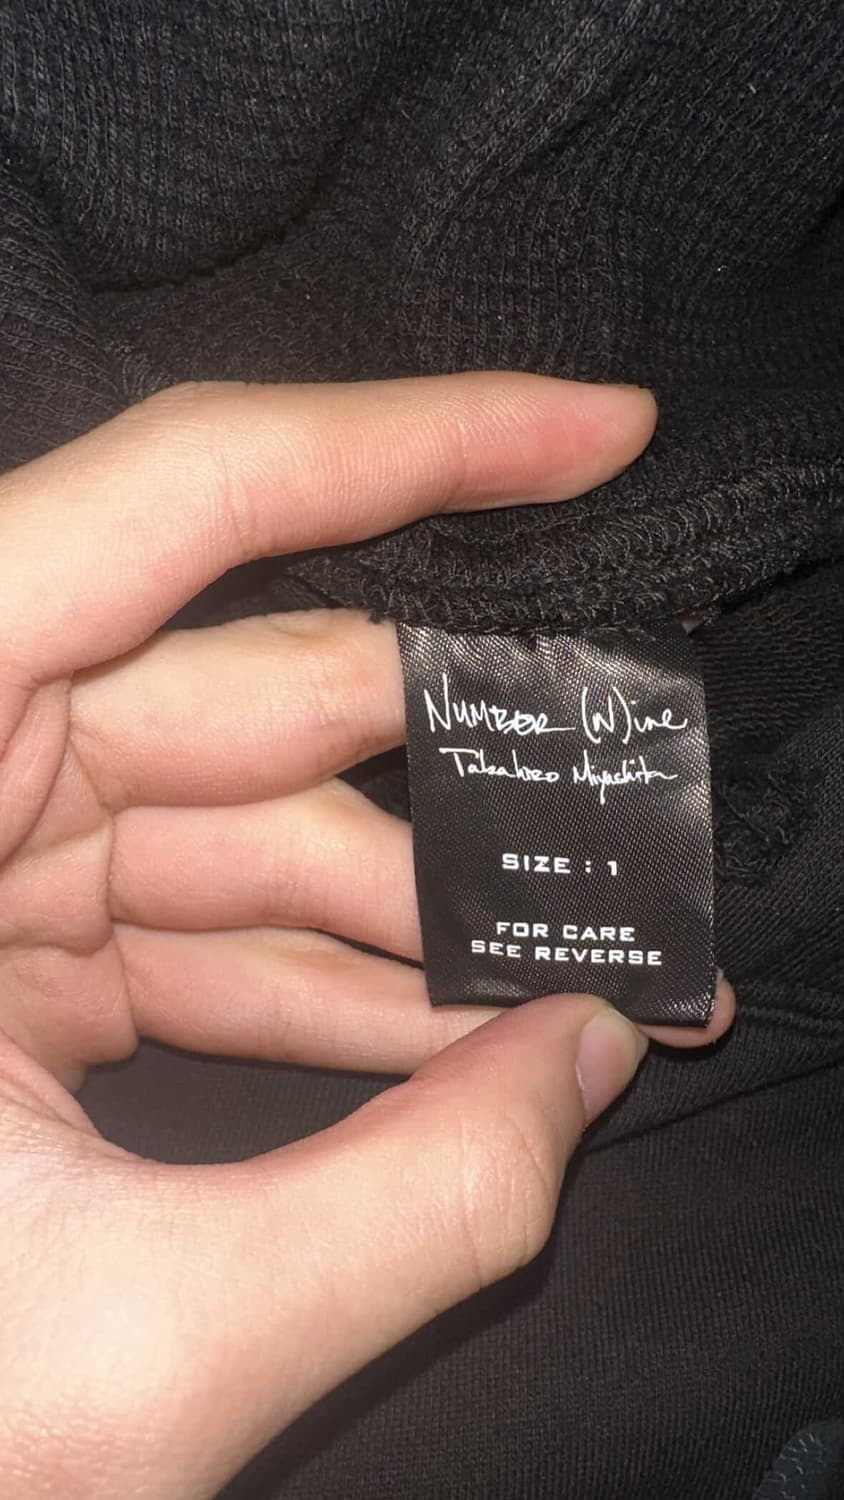 NUMBER (N)ine
Takahiro Miyashita
SIZE : 1
FOR CARE
SEE REVERSE